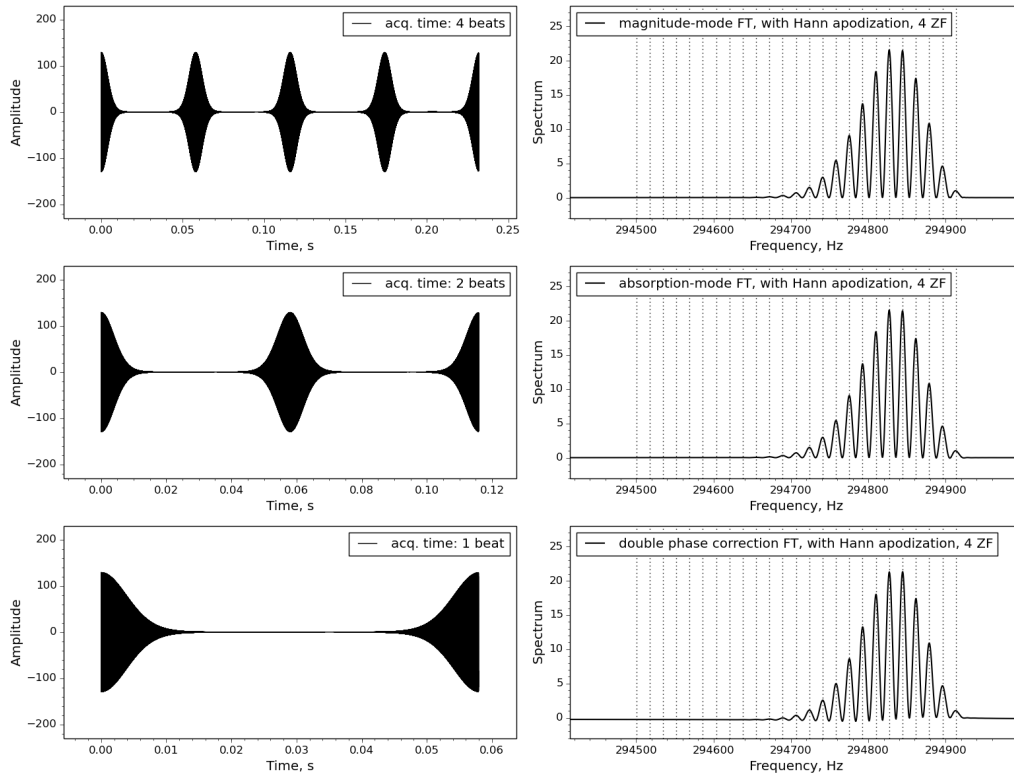 acq. time: 4 beats
Amplitude
200
100
0
−100
−200
0.00 0.05 0.10 0.15 0.20 0.25
Time, s
magnitude-mode FT, with Hann apodization, 4 ZF
Spectrum
25
20
15
10
5
0
294500 294600 294700 294800 294900
Frequency, Hz
acq. time: 2 beats
Amplitude
200
100
0
−100
−200
0.00 0.02 0.04 0.06 0.08 0.10 0.12
Time, s
absorption-mode FT, with Hann apodization, 4 ZF
Spectrum
25
20
15
10
5
0
294500 294600 294700 294800 294900
Frequency, Hz
acq. time: 1 beat
Amplitude
200
100
0
−100
−200
0.00 0.01 0.02 0.03 0.04 0.05 0.06
Time, s
double phase correction FT, with Hann apodization, 4 ZF
Spectrum
25
20
15
10
5
0
294500 294600 294700 294800 294900
Frequency, Hz